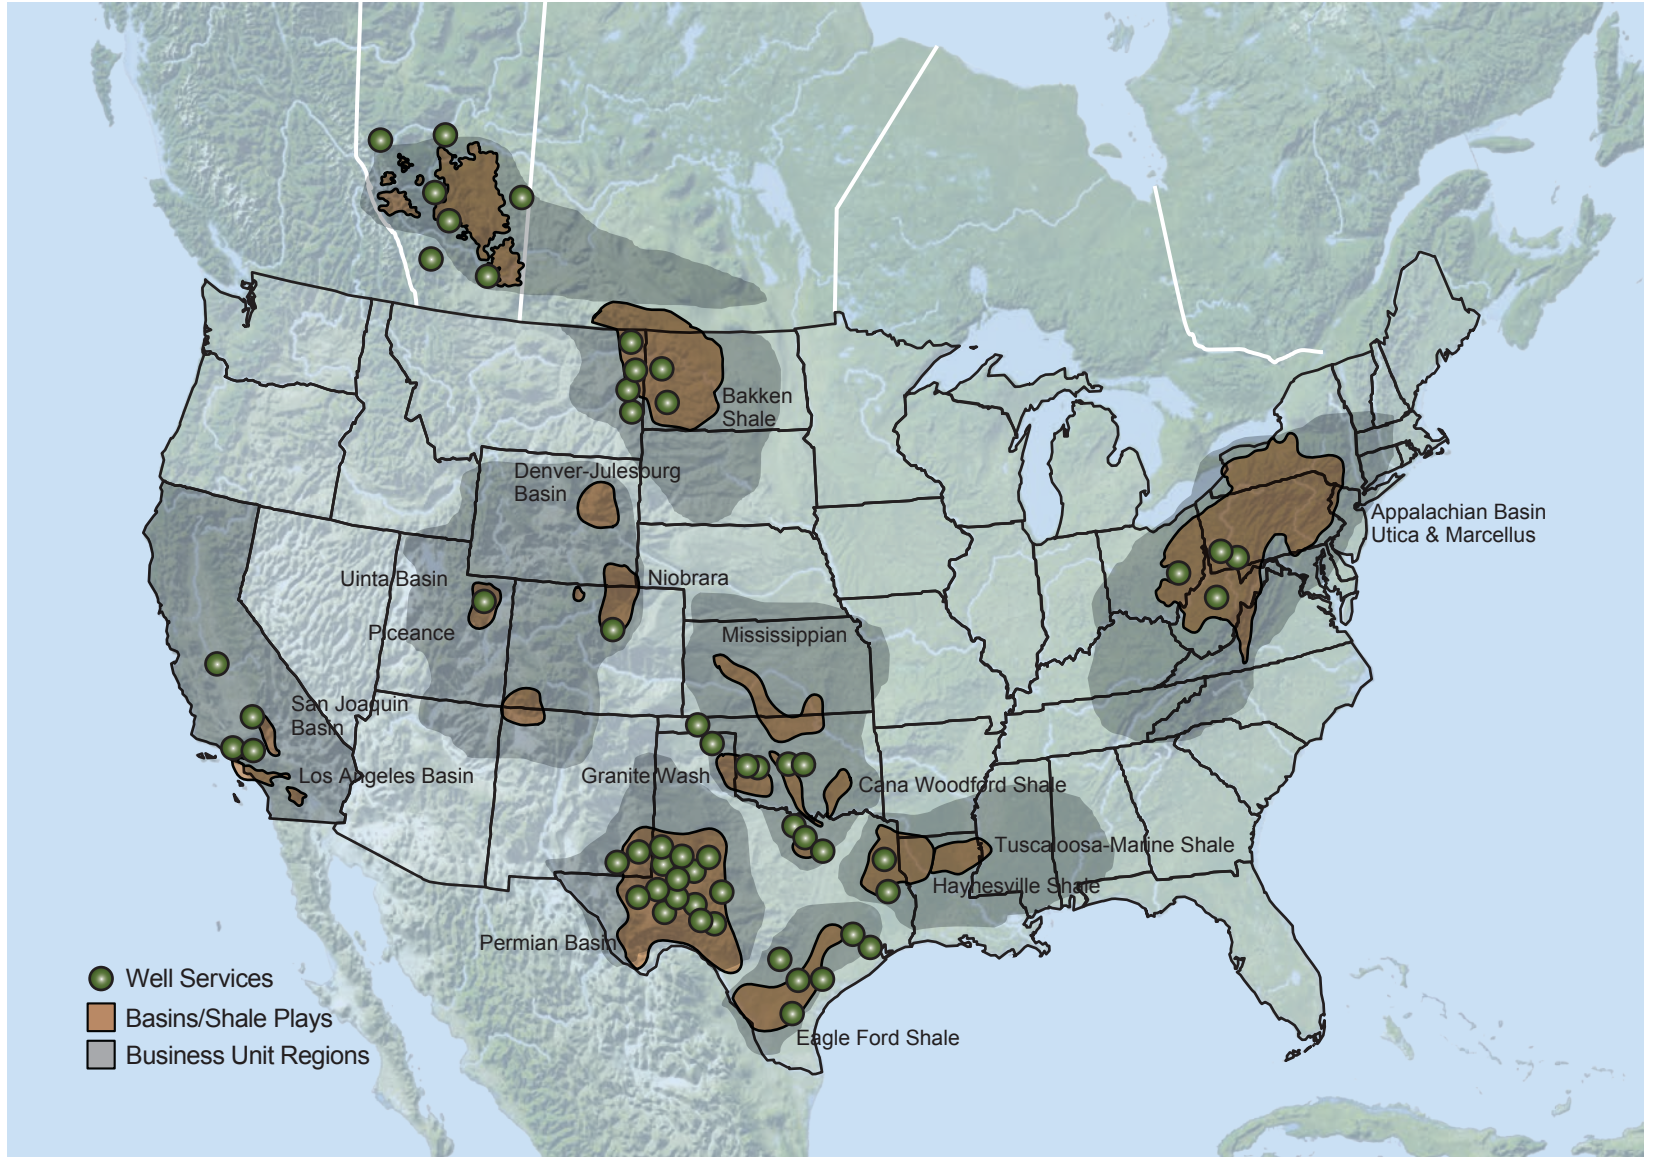 Bakken
Shale
Denver-Julesburg
Basin
Appalachian Basin
Utica & Marcellus
Uinta Basin
Niobrara
Piceance
Mississippian
San Joaquin
Basin
Los Angeles Basin
Granite Wash
Cana Woodford Shale
Tuscaloosa-Marine Shale
Haynesville Shale
Permian Basin
Eagle Ford Shale
Well Services
Basins/Shale Plays
Business Unit Regions